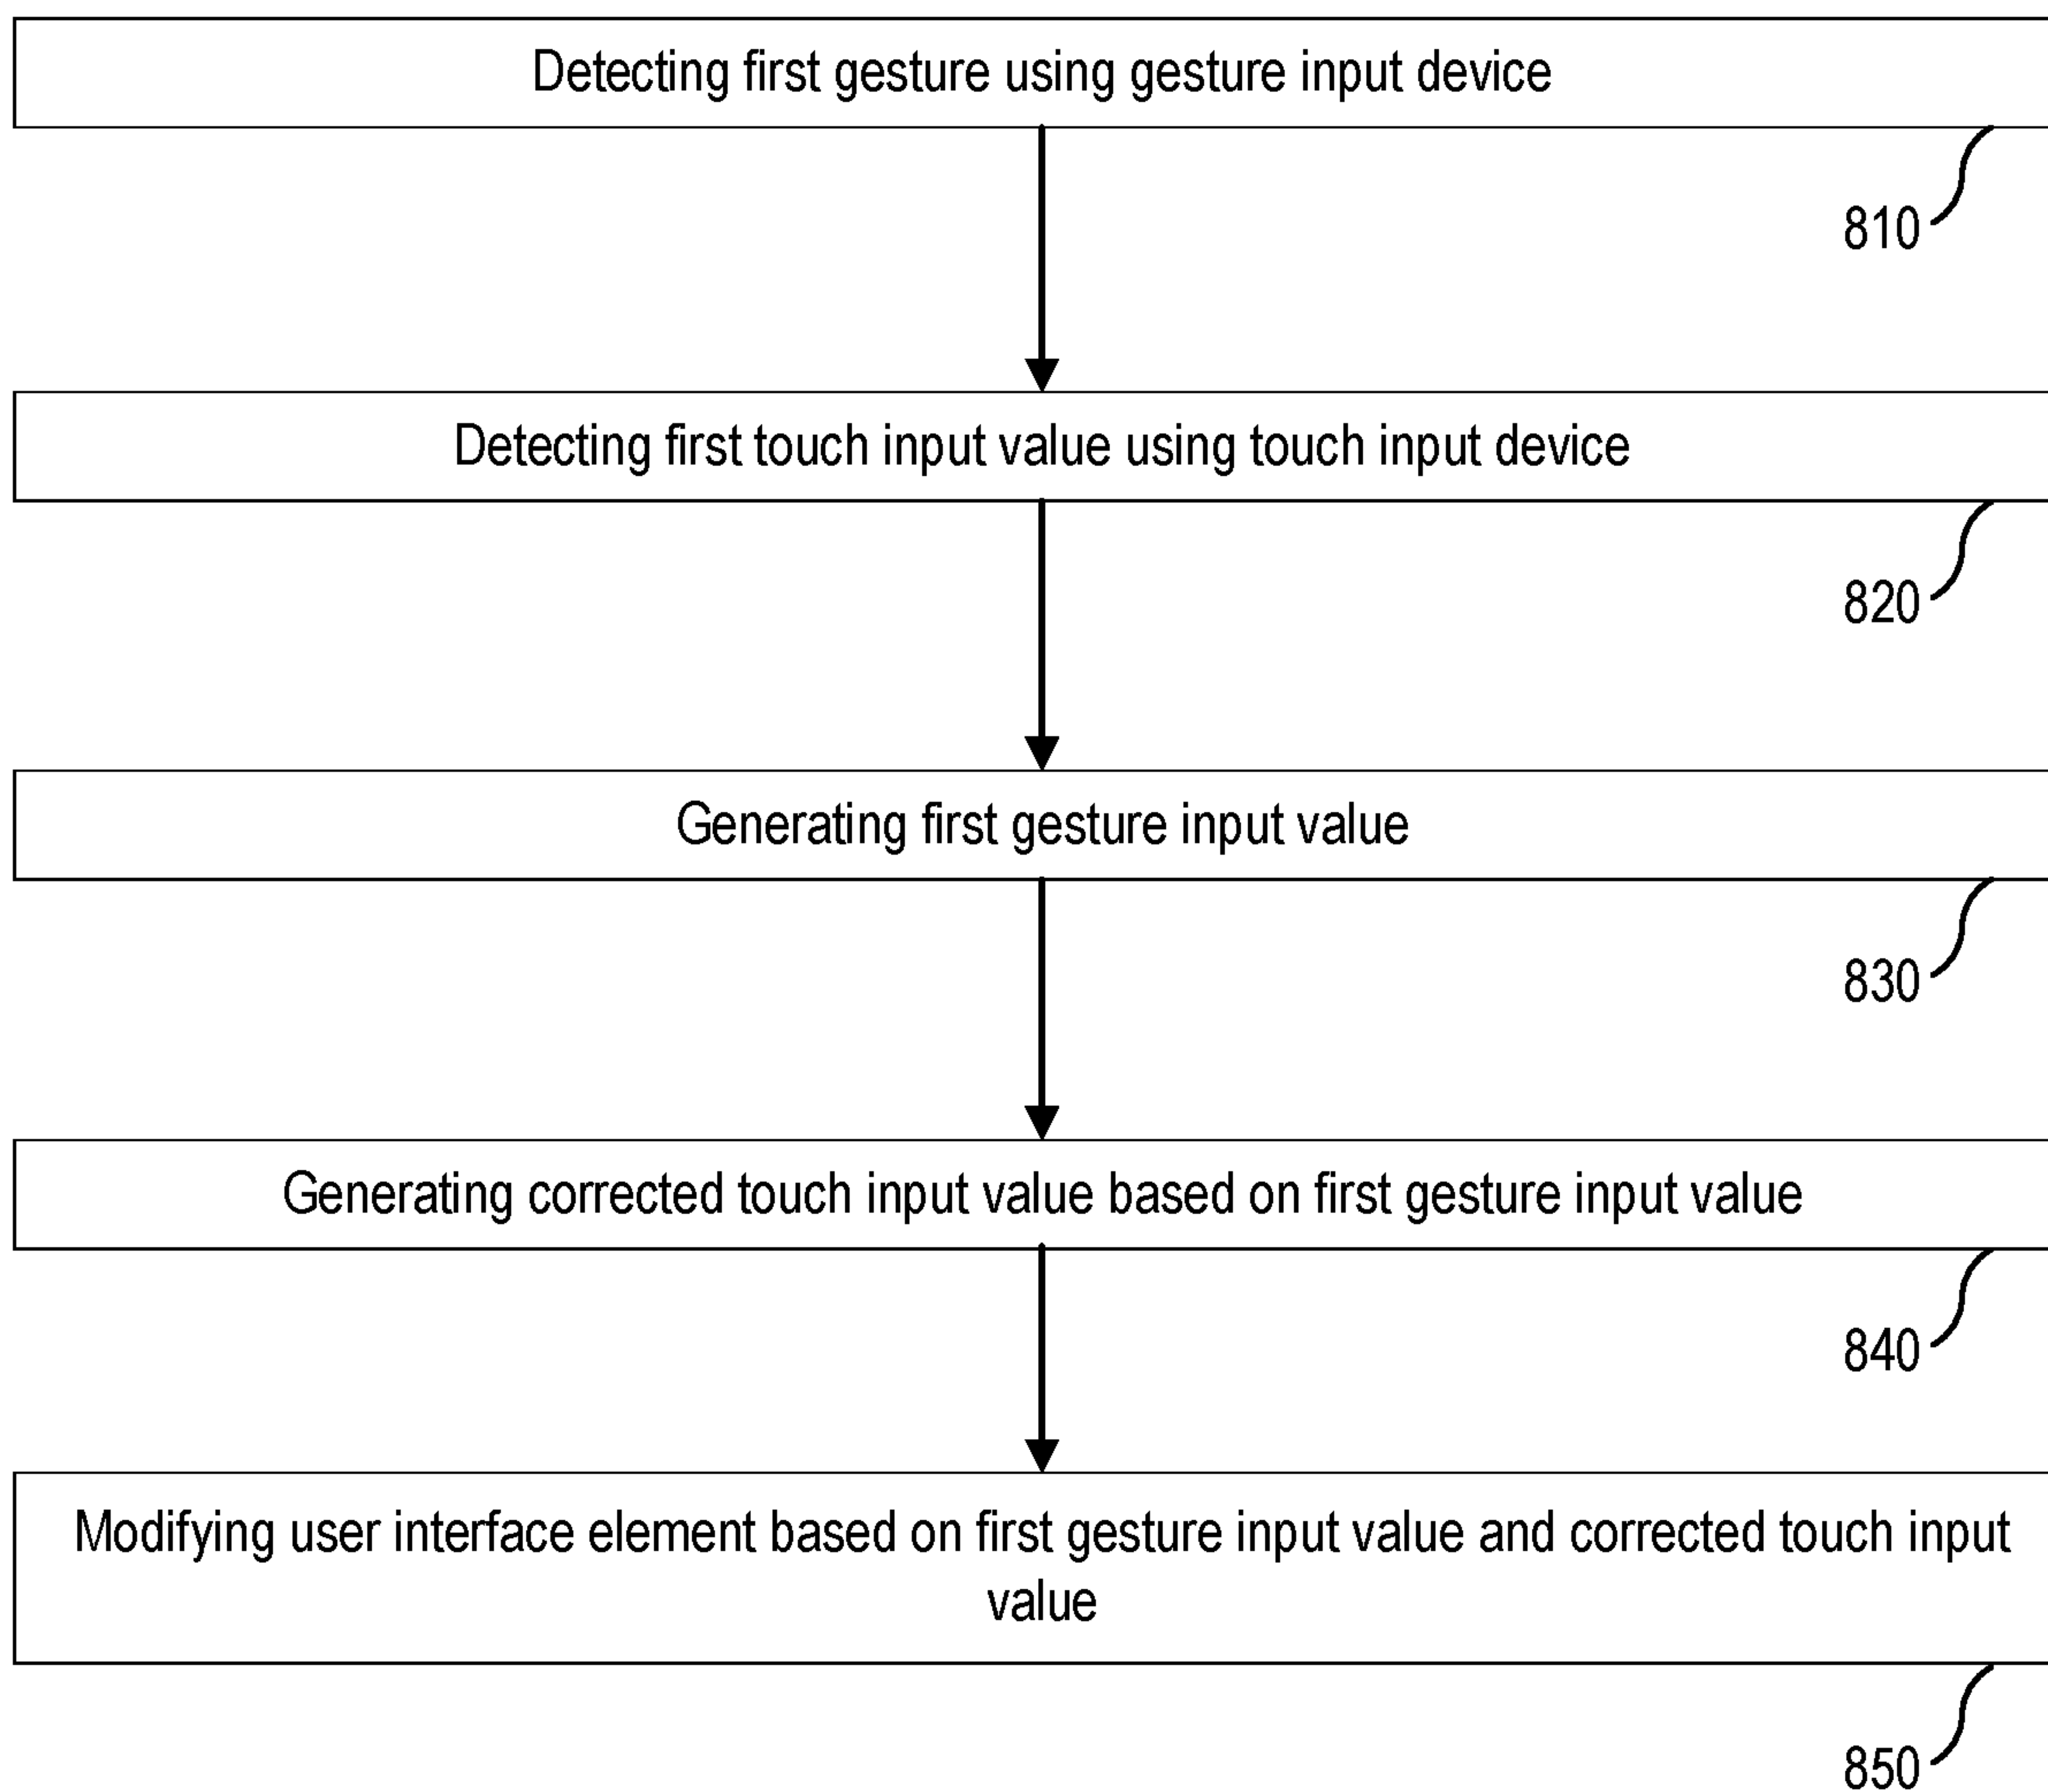 Detecting first gesture using gesture input device
810
Detecting first touch input value using touch input device
820
Generating first gesture input value
830
Generating corrected touch input value based on first gesture input value
840
Modifying user interface element based on first gesture input value and corrected touch input
value
850